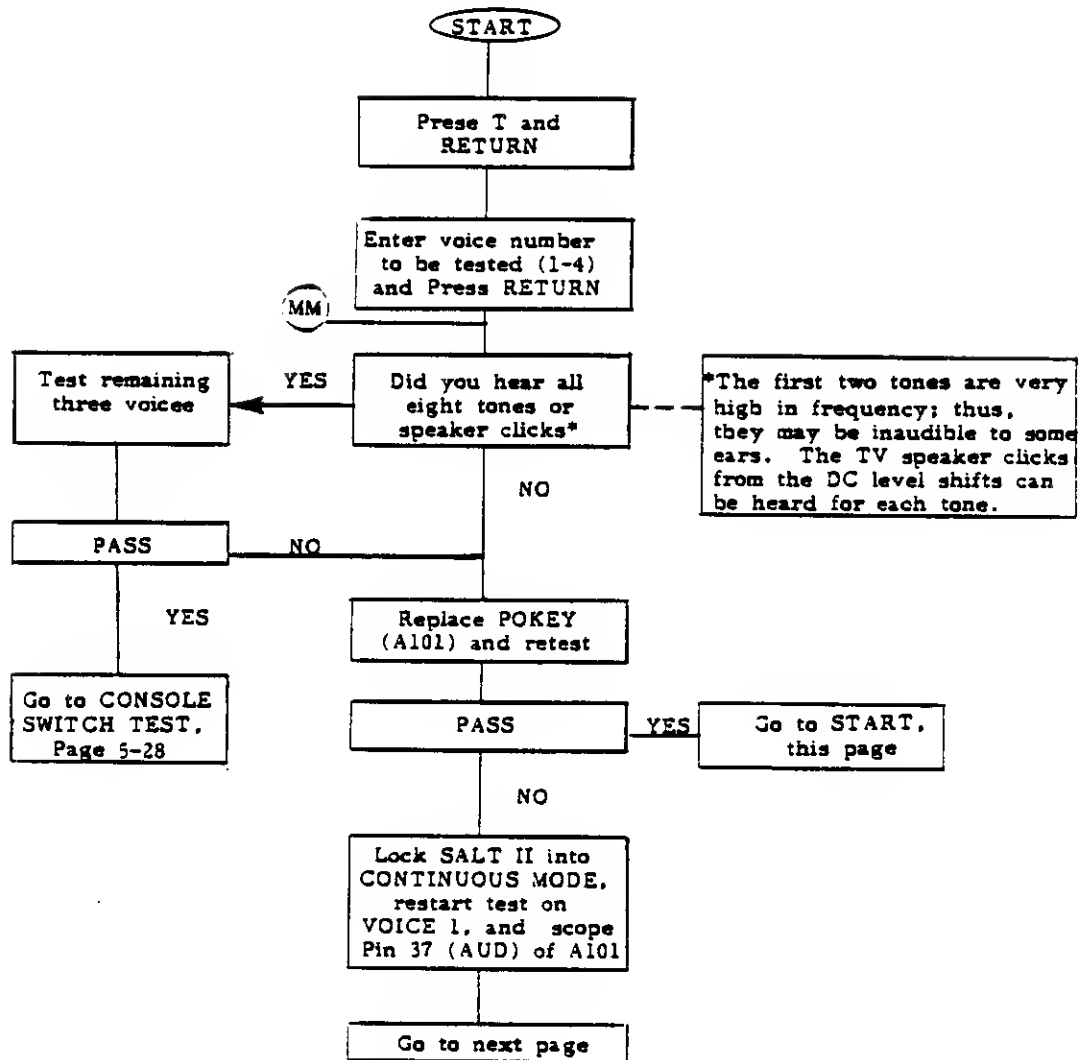 START
Prese T and
RETURN
Enter voice number
to be tested (1-4)
and Press RETURN
MM
Test remaining
three voicee
YES
Did you hear all
eight tones or
speaker clicks*
*The first two tones are very
high in frequency; thus,
they may be inaudible to some
ears. The TV speaker clicks
from the DC level shifts can
be heard for each tone.
NO
PASS
NO
YES
Replace POKEY
(A101) and retest
Go to CONSOLE
SWITCH TEST,
Page 5-28
PASS
YES
Go to START,
this page
NO
Lock SALT II into
CONTINUOUS MODE,
restart test on
VOICE 1, and scope
Pin 37 (AUD) of A101
Go to next page